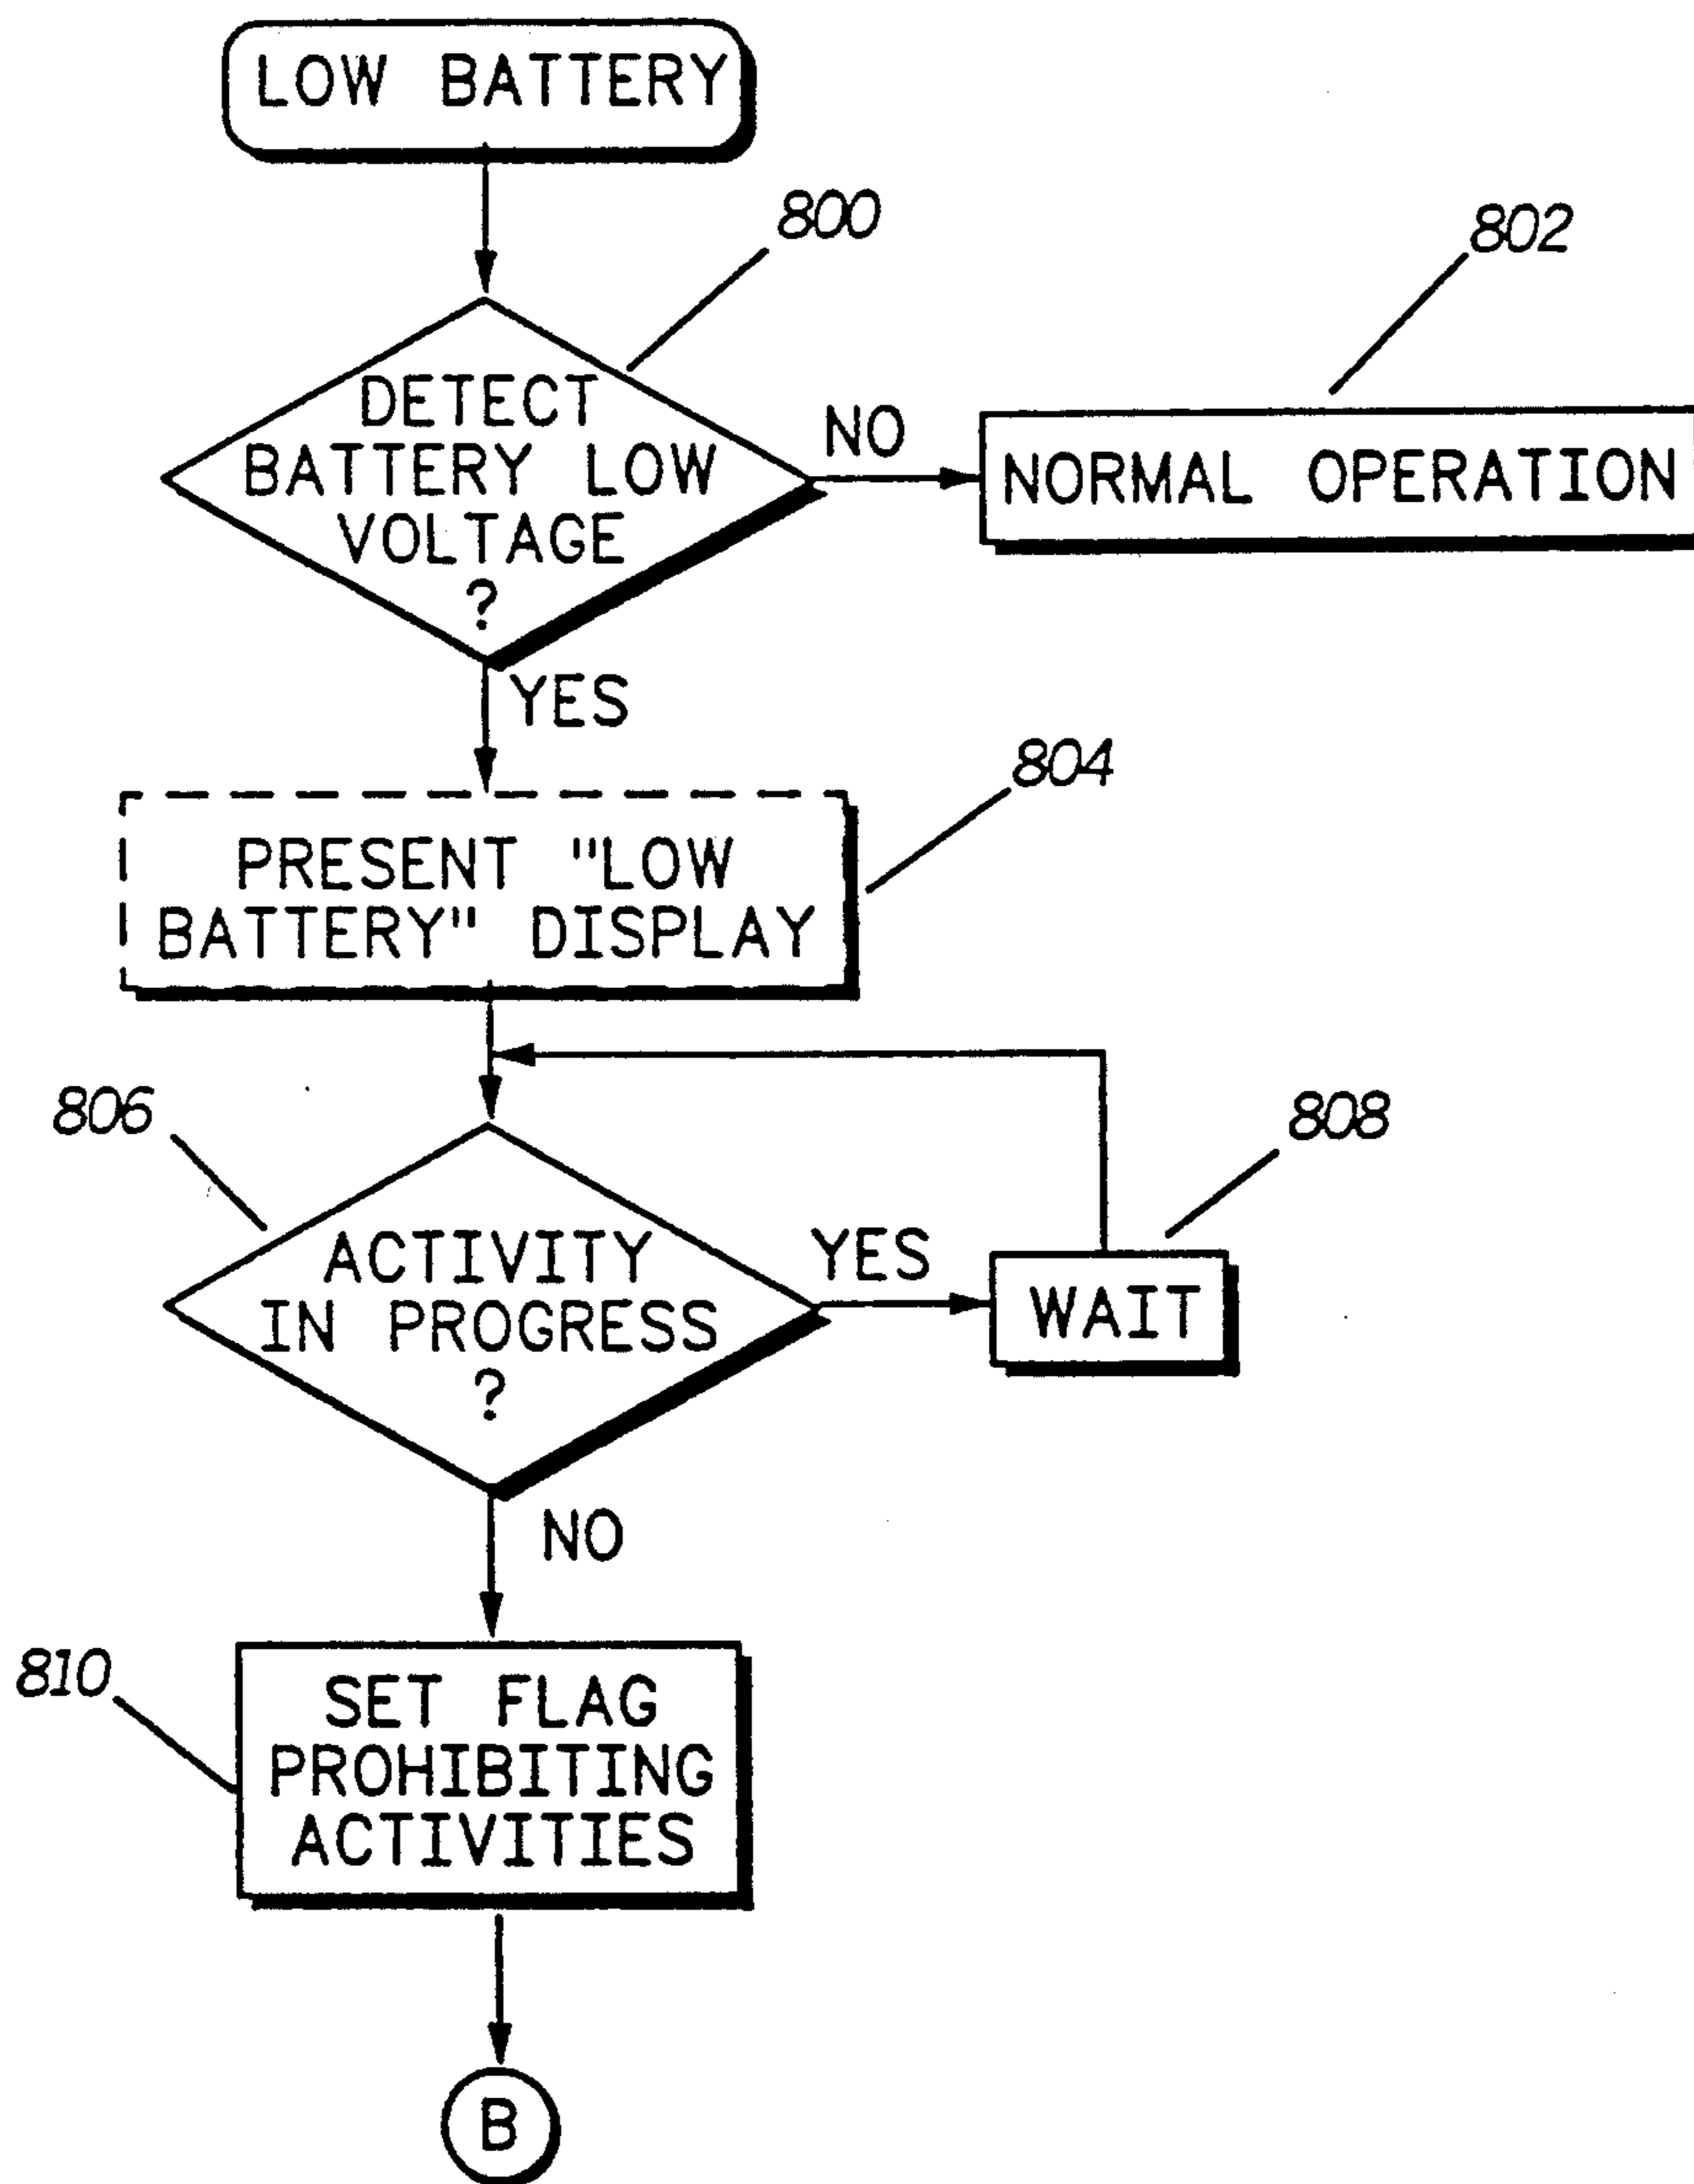 LOW BATTERY
800
802
DETECT
BATTERY LOW
VOLTAGE
?
NO
NORMAL OPERATION
YES
804
PRESENT "LOW
BATTERY" DISPLAY
806
808
ACTIVITY
IN PROGRESS
?
YES
WAIT
NO
810
SET FLAG
PROHIBITING
ACTIVITIES
B